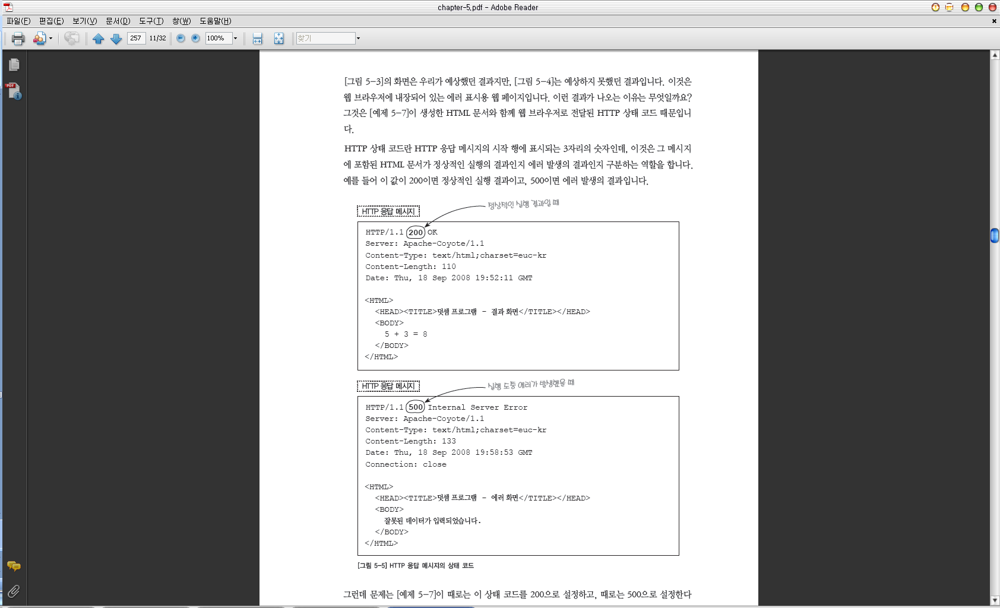 chapter-5.pdf - Adobe Reader
파일(F) 편집(E) 보기(V) 문서(D) 도구(T) 창(W) 도움말(H)
257 11/32 100% 찾기
[그림 5-3]의 화면은 우리가 예상했던 결과지만, [그림 5-4]는 예상하지 못했던 결과입니다. 이것은
웹 브라우저에 내장되어 있는 에러 표시용 웹 페이지입니다. 이런 결과가 나오는 이유는 무엇일까요?
그것은 [예제 5-7]이 생성한 HTML 문서와 함께 웹 브라우저로 전달된 HTTP 상태 코드 때문입니
다.
HTTP 상태 코드란 HTTP 응답 메시지의 시작 행에 표시되는 3자리의 숫자인데, 이것은 그 메시지
에 포함된 HTML 문서가 정상적인 실행의 결과인지 에러 발생의 결과인지 구분하는 역할을 합니다.
예를 들어 이 값이 200이면 정상적인 실행 결과이고, 500이면 에러 발생의 결과입니다.
정상적인 실행 결과일 때
HTTP 응답 메시지
HTTP/1.1 200 OK
Server: Apache-Coyote/1.1
Content-Type: text/html;charset=euc-kr
Content-Length: 110
Date: Thu, 18 Sep 2008 19:52:11 GMT
<HTML>
<HEAD><TITLE>덧셈 프로그램 - 결과 화면</TITLE></HEAD>
<BODY>
5 + 3 = 8
</BODY>
</HTML>
실행 도중 에러가 발생했을 때
HTTP 응답 메시지
HTTP/1.1 500 Internal Server Error
Server: Apache-Coyote/1.1
Content-Type: text/html;charset=euc-kr
Content-Length: 133
Date: Thu, 18 Sep 2008 19:58:53 GMT
Connection: close
<HTML>
<HEAD><TITLE>덧셈 프로그램 - 에러 화면</TITLE></HEAD>
<BODY>
잘못된 데이터가 입력되었습니다.
</BODY>
</HTML>
[그림 5-5] HTTP 응답 메시지의 상태 코드
그런데 문제는 [예제 5-7]이 때로는 이 상태 코드를 200으로 설정하고, 때로는 500으로 설정한다